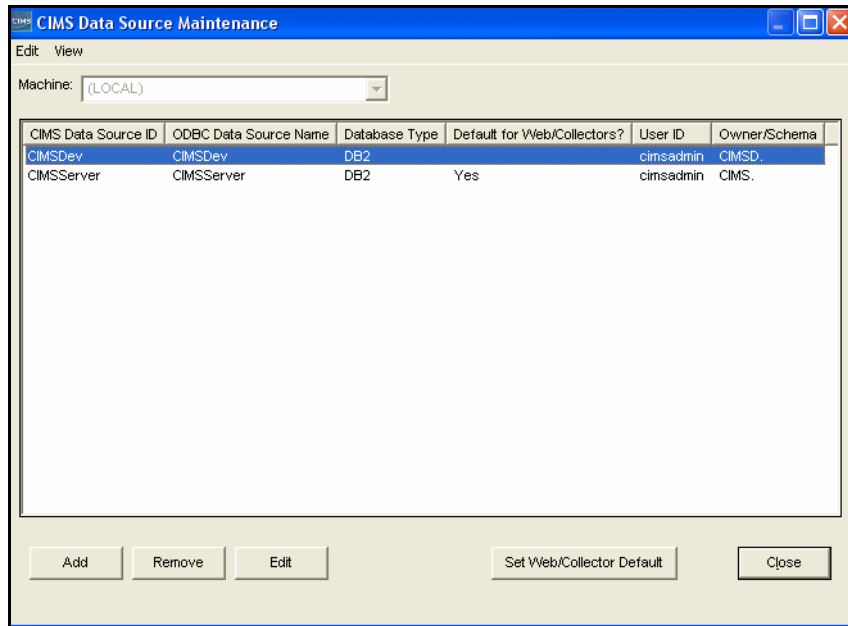 CIMS CIMS Data Source Maintenance
Edit View
Machine: (LOCAL)
CIMS Data Source ID ODBC Data Source Name Database Type Default for Web/Collectors? User ID Owner/Schema
CIMSDev CIMSDev DB2 cimsadmin CIMSD.
CIMSServer CIMSServer DB2 Yes cimsadmin CIMS.
Add Remove Edit Set Web/Collector Default Close